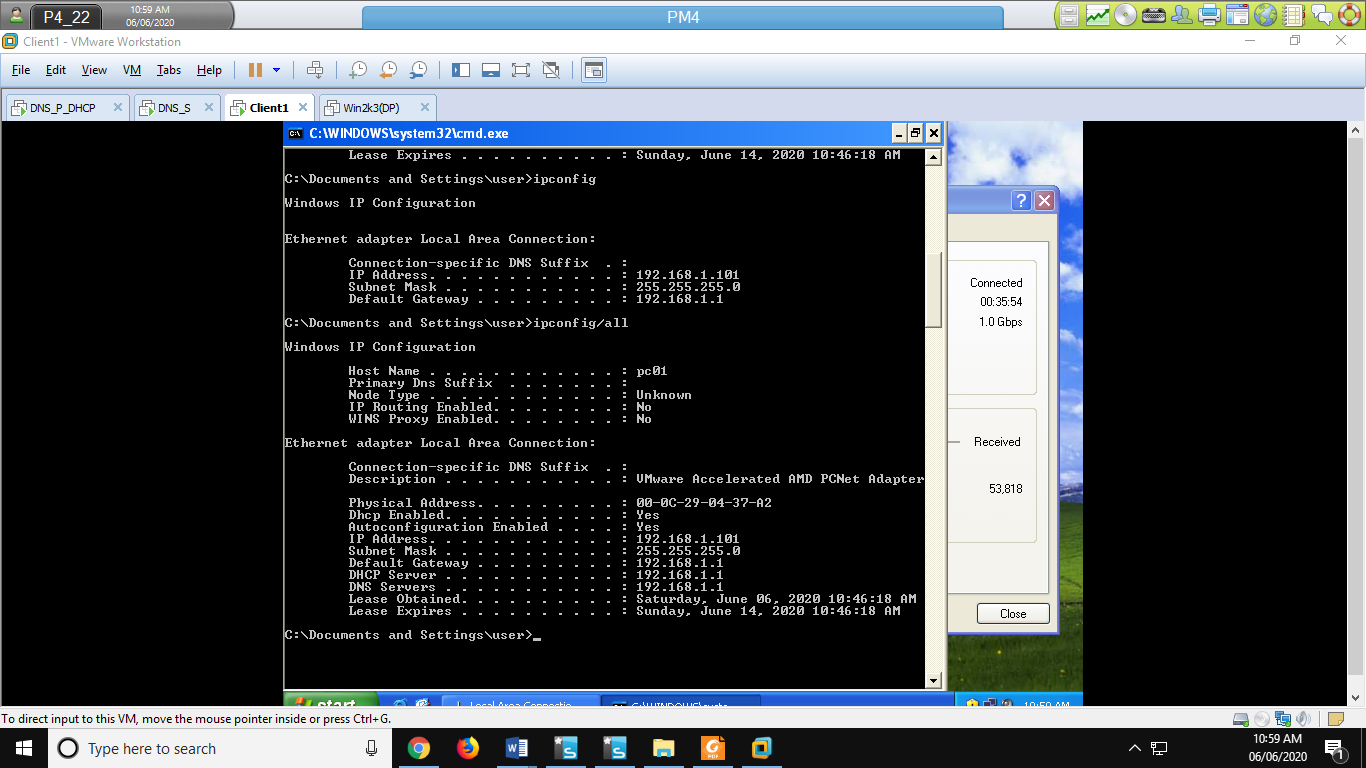 P4_22
10:59 AM
06/06/2020
PM4
Client1 - VMware Workstation
File Edit View VM Tabs Help
DNS_P_DHCP
DNS_S
Client1
Win2k3(DP)
C:\WINDOWS\system32\cmd.exe
Lease Expires . . . . . . . . . . : Sunday, June 14, 2020 10:46:18 AM
C:\Documents and Settings\user>ipconfig
Windows IP Configuration
Ethernet adapter Local Area Connection:
Connection-specific DNS Suffix . :
IP Address. . . . . . . . . . . . : 192.168.1.101
Subnet Mask . . . . . . . . . . . : 255.255.255.0
Default Gateway . . . . . . . . . : 192.168.1.1
C:\Documents and Settings\user>ipconfig/all
Windows IP Configuration
Host Name . . . . . . . . . . . . : pc01
Primary Dns Suffix . . . . . . . :
Node Type . . . . . . . . . . . . : Unknown
IP Routing Enabled. . . . . . . . : No
WINS Proxy Enabled. . . . . . . . : No
Ethernet adapter Local Area Connection:
Connection-specific DNS Suffix . :
Description . . . . . . . . . . . : VMware Accelerated AMD PCNet Adapter
Physical Address. . . . . . . . . : 00-0C-29-04-37-A2
Dhcp Enabled. . . . . . . . . . . : Yes
Autoconfiguration Enabled . . . . : Yes
IP Address. . . . . . . . . . . . : 192.168.1.101
Subnet Mask . . . . . . . . . . . : 255.255.255.0
Default Gateway . . . . . . . . . : 192.168.1.1
DHCP Server . . . . . . . . . . . : 192.168.1.1
DNS Servers . . . . . . . . . . . : 192.168.1.1
Lease Obtained. . . . . . . . . . : Saturday, June 06, 2020 10:46:18 AM
Lease Expires . . . . . . . . . . : Sunday, June 14, 2020 10:46:18 AM
C:\Documents and Settings\user>_
Connected
00:35:54
1.0 Gbps
Received
53,818
Close
start
Local Area Connectio
C:\WINDOWS\syste
10:59 AM
To direct input to this VM, move the mouse pointer inside or press Ctrl+G.
Type here to search
10:59 AM
06/06/2020
1